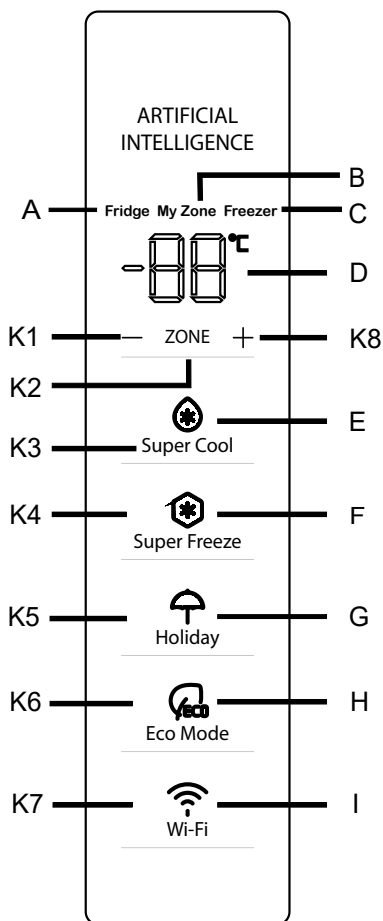 ARTIFICIAL
INTELLIGENCE
B
A Fridge My Zone Freezer C
-88°C D
K1 − ZONE + K8
K2
E
K3 Super Cool
K4 F
Super Freeze
K5 G
Holiday
K6 ECO H
Eco Mode
K7 I
Wi-Fi